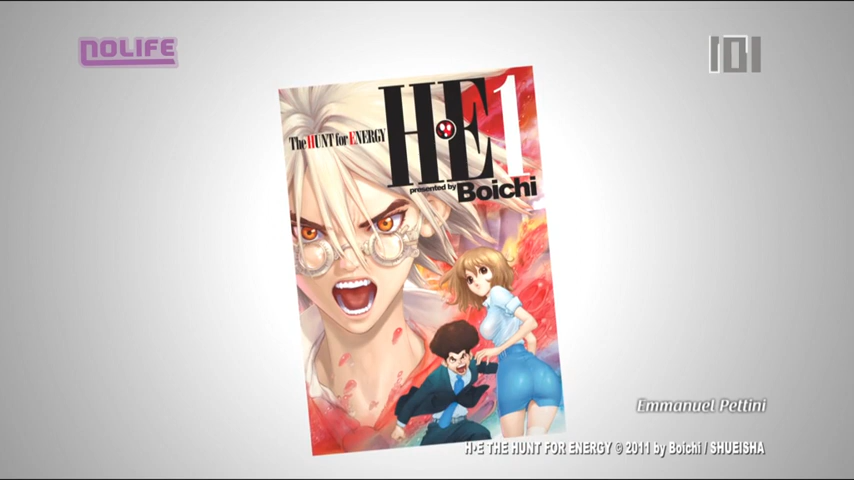 NOLIFE
101
The HUNT for ENERGY
H•E 1
presented by Boichi
Emmanuel Pettini
H•E THE HUNT FOR ENERGY © 2011 by Boichi / SHUEISHA